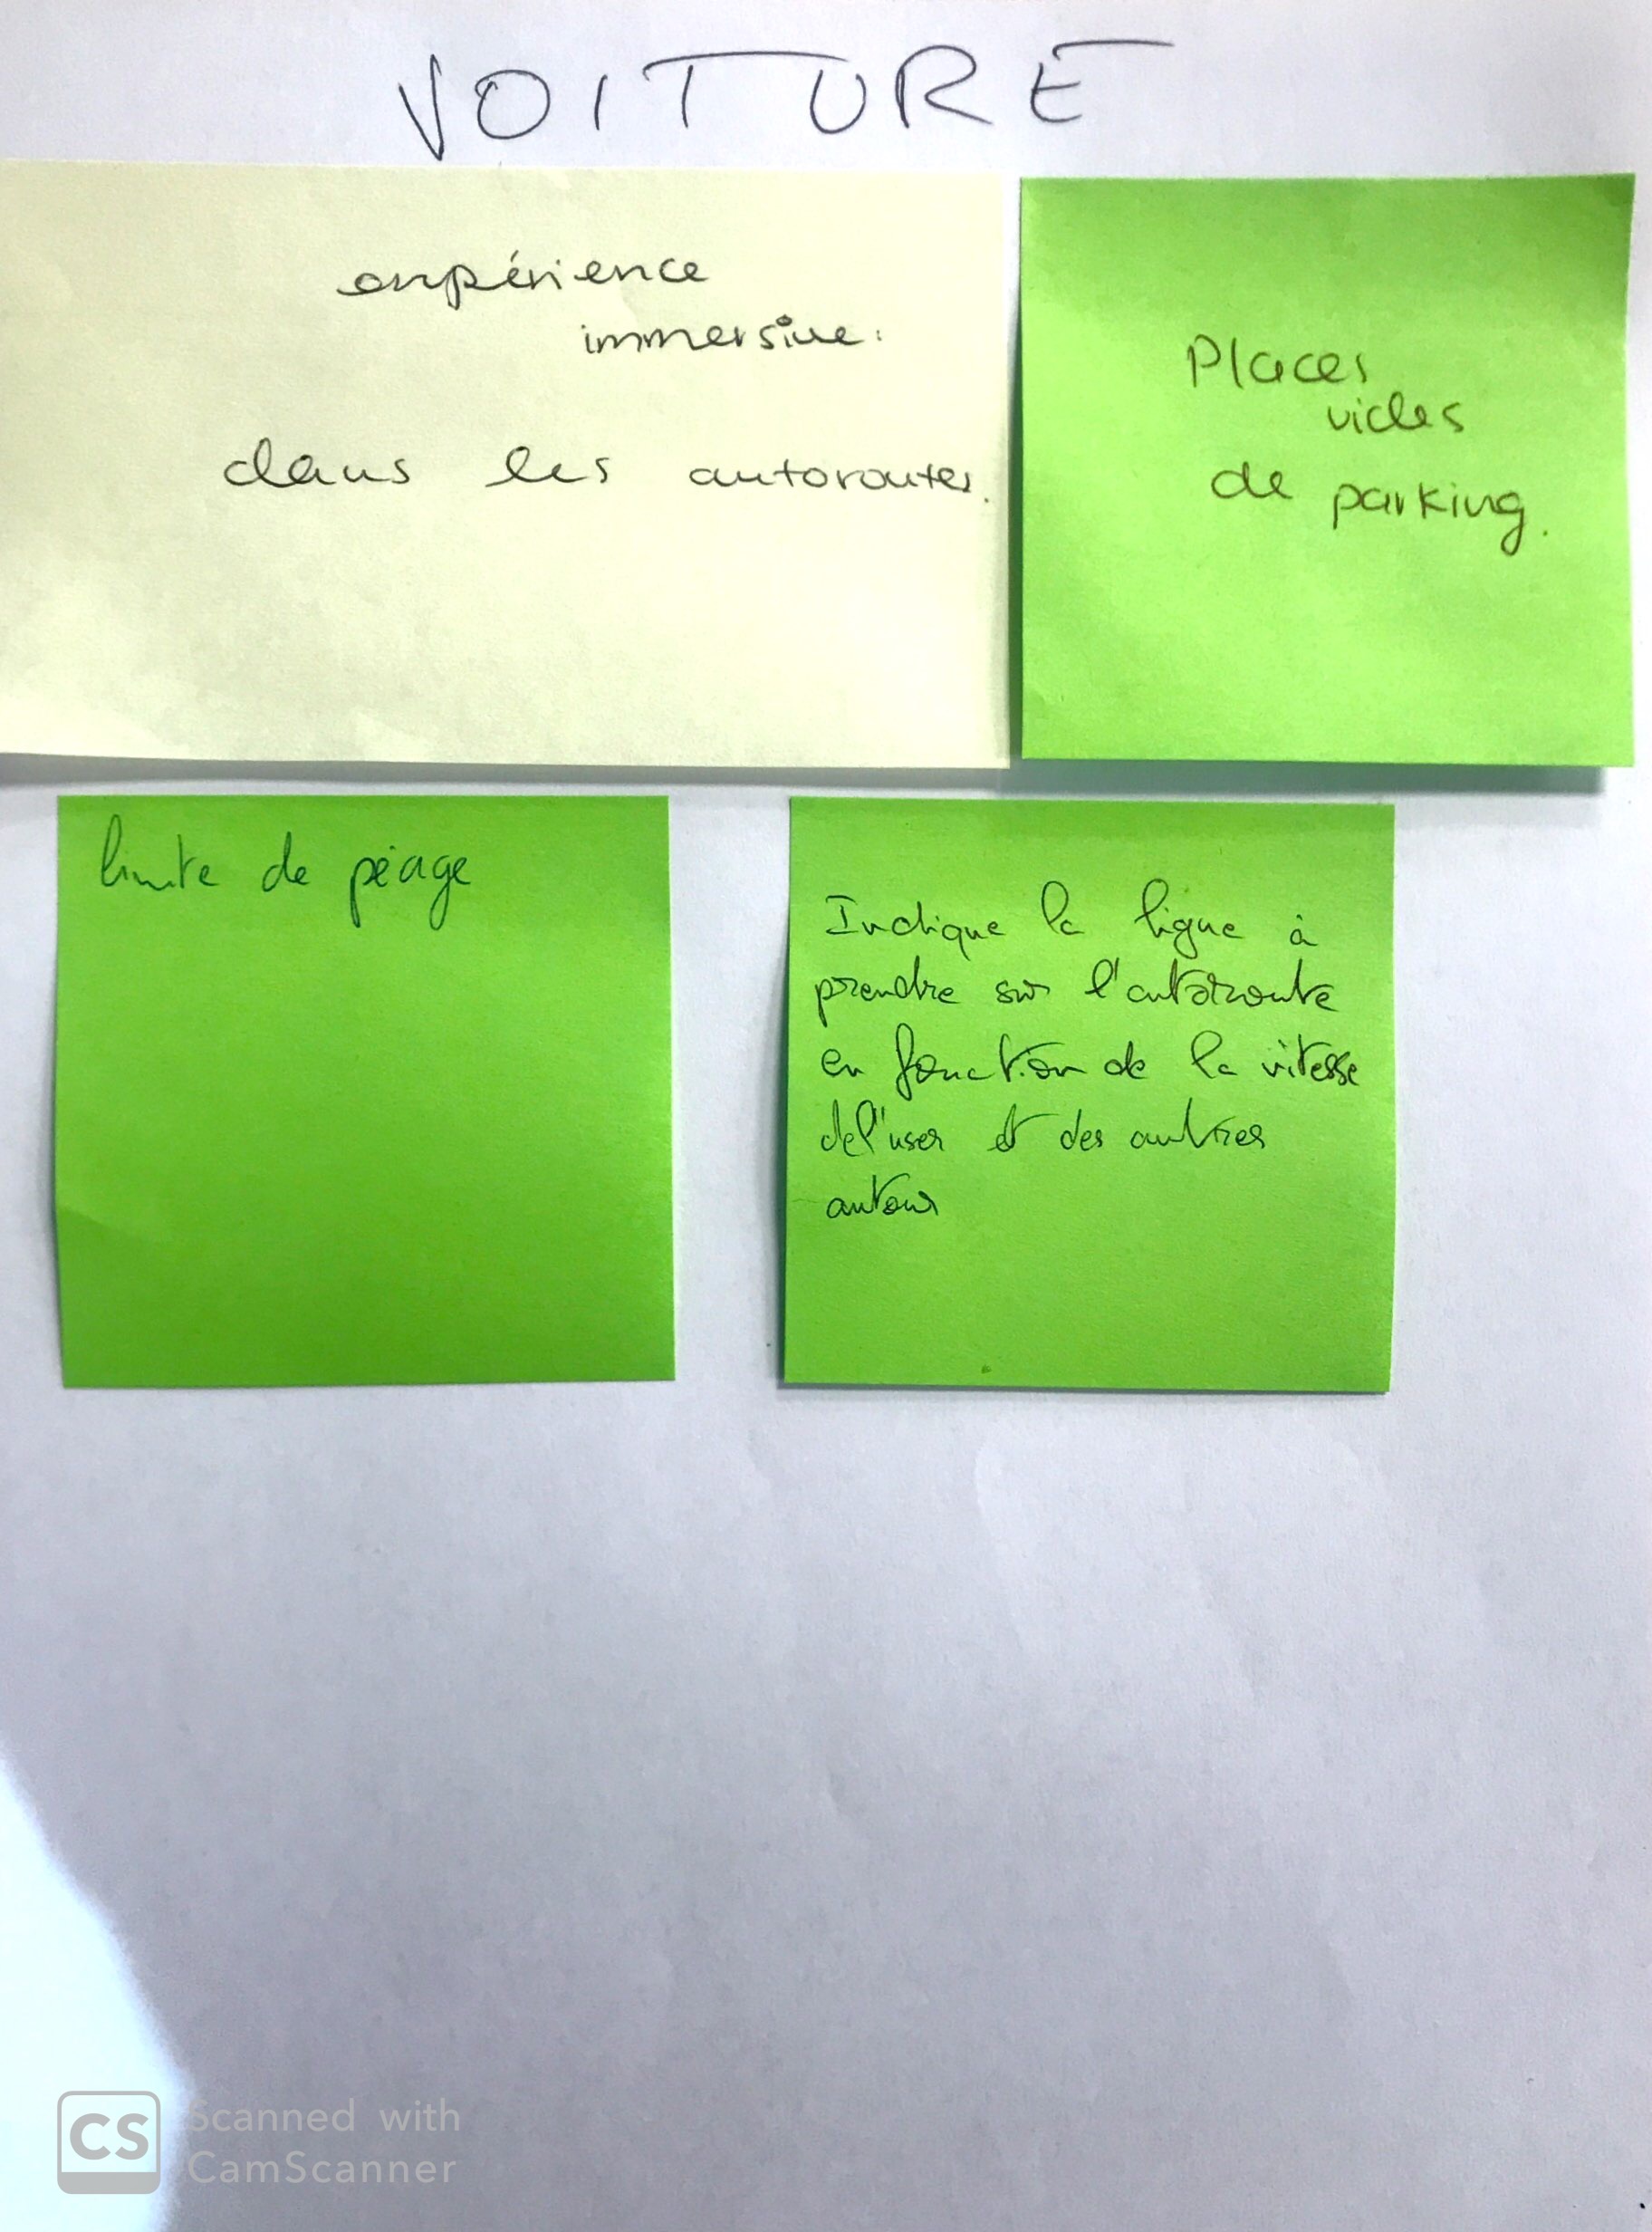 VOITURE
expérience
immersive:
dans les autoroutes.
Places
vides
de parking.
limite de péage
Indique la ligne à
prendre sur l'autoroute
en fonction de la vitesse
de l'user et des autres
autour
CS
Scanned with
CamScanner